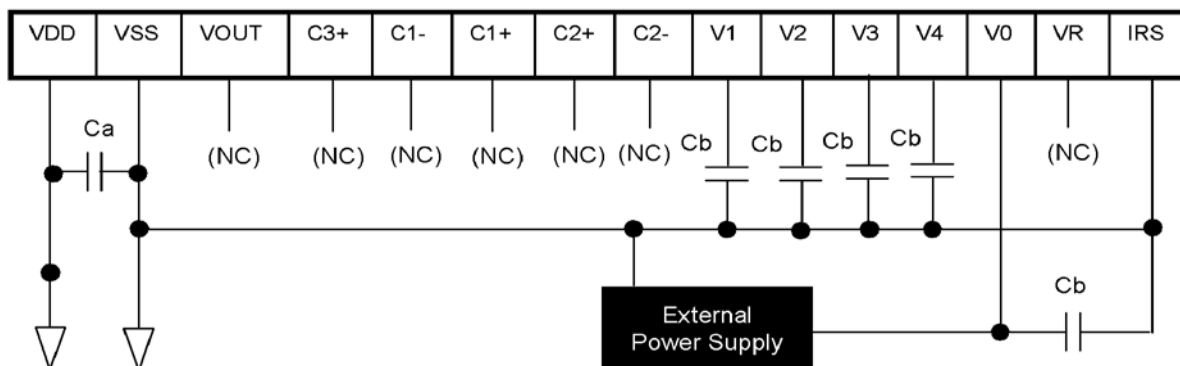 VDD VSS VOUT C3+ C1- C1+ C2+ C2- V1 V2 V3 V4 V0 VR IRS
Ca
(NC) (NC) (NC) (NC) (NC) (NC) Cb Cb Cb Cb (NC)
External
Power Supply
Cb